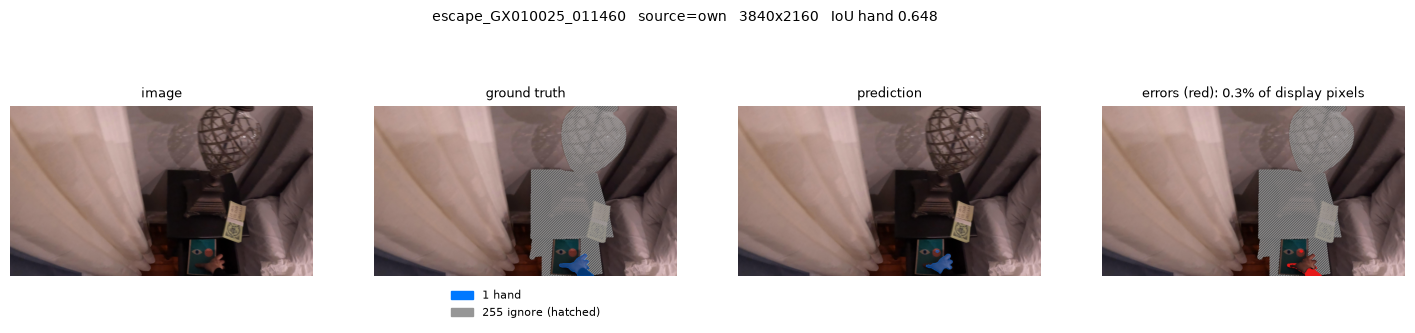 escape_GX010025_011460   source=own   3840x2160   IoU hand 0.648
image
ground truth
prediction
errors (red): 0.3% of display pixels
1 hand
255 ignore (hatched)